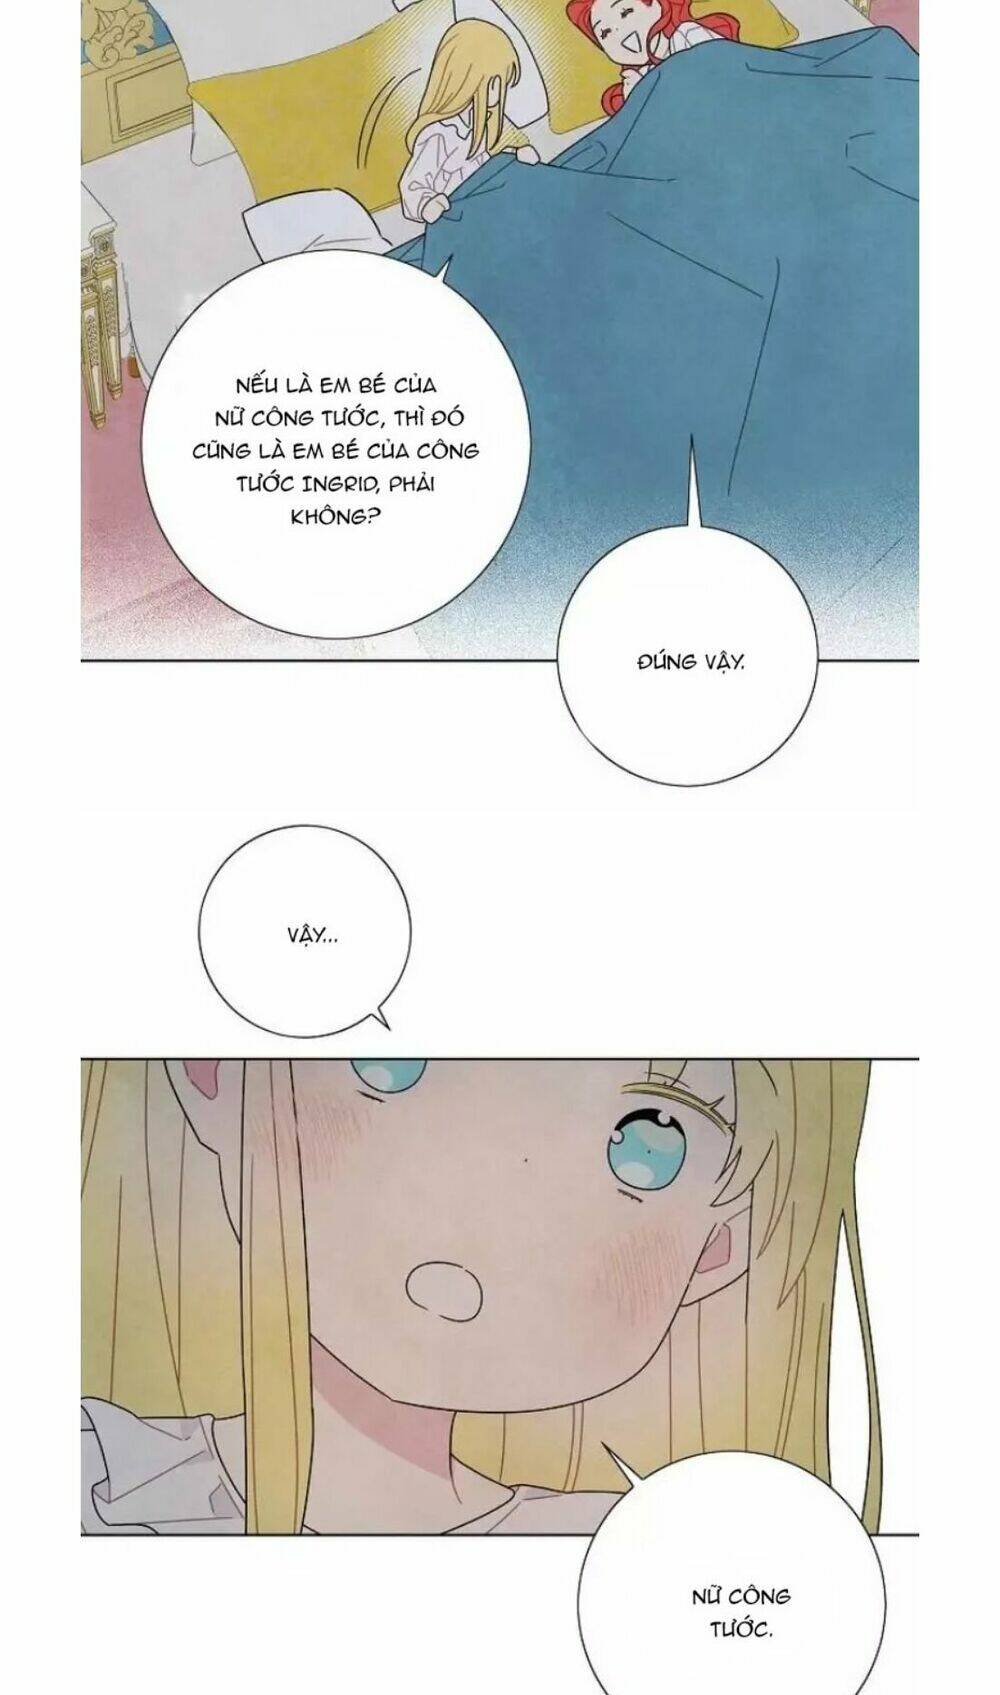 NẾU LÀ EM BÉ CỦA
NỮ CÔNG TƯỚC, THÌ ĐÓ
CŨNG LÀ EM BÉ CỦA CÔNG
TƯỚC INGRID, PHẢI
KHÔNG?
ĐÚNG VẬY.
VẬY...
NỮ CÔNG
TƯỚC.